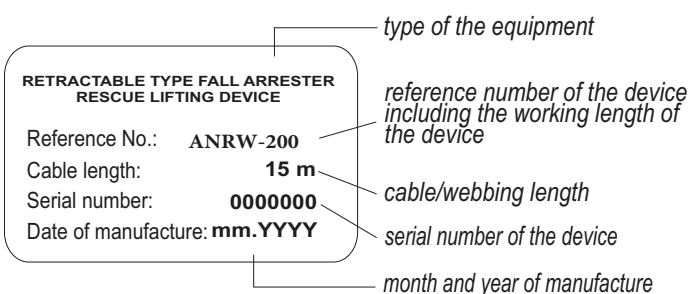 type of the equipment
RETRACTABLE TYPE FALL ARRESTER
RESCUE LIFTING DEVICE
reference number of the device
including the working length of
the device
Reference No.: ANRW-200
Cable length: 15 m
cable/webbing length
Serial number: 0000000
serial number of the device
Date of manufacture: mm.YYYY
month and year of manufacture